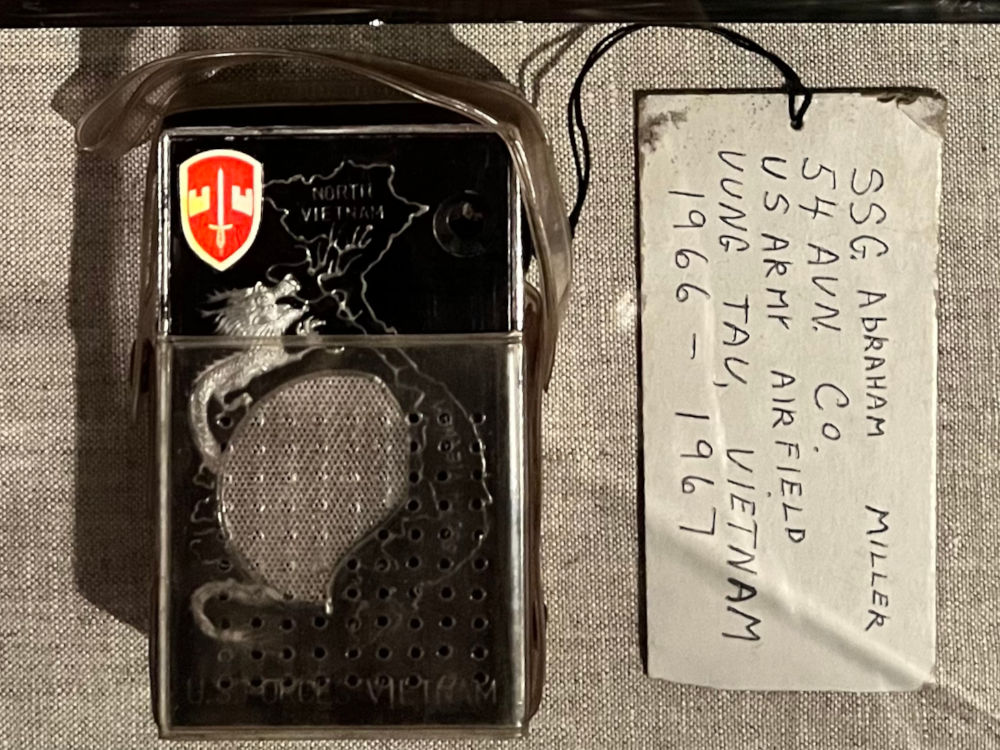 NORTH
VIETNAM
U.S. FORCES VIETNAM
SSG. AbRAHAM MILLER
54 AVN. CO.
US ARMY AIRFIELD
VUNG TAU, VIETNAM
1966 - 1967